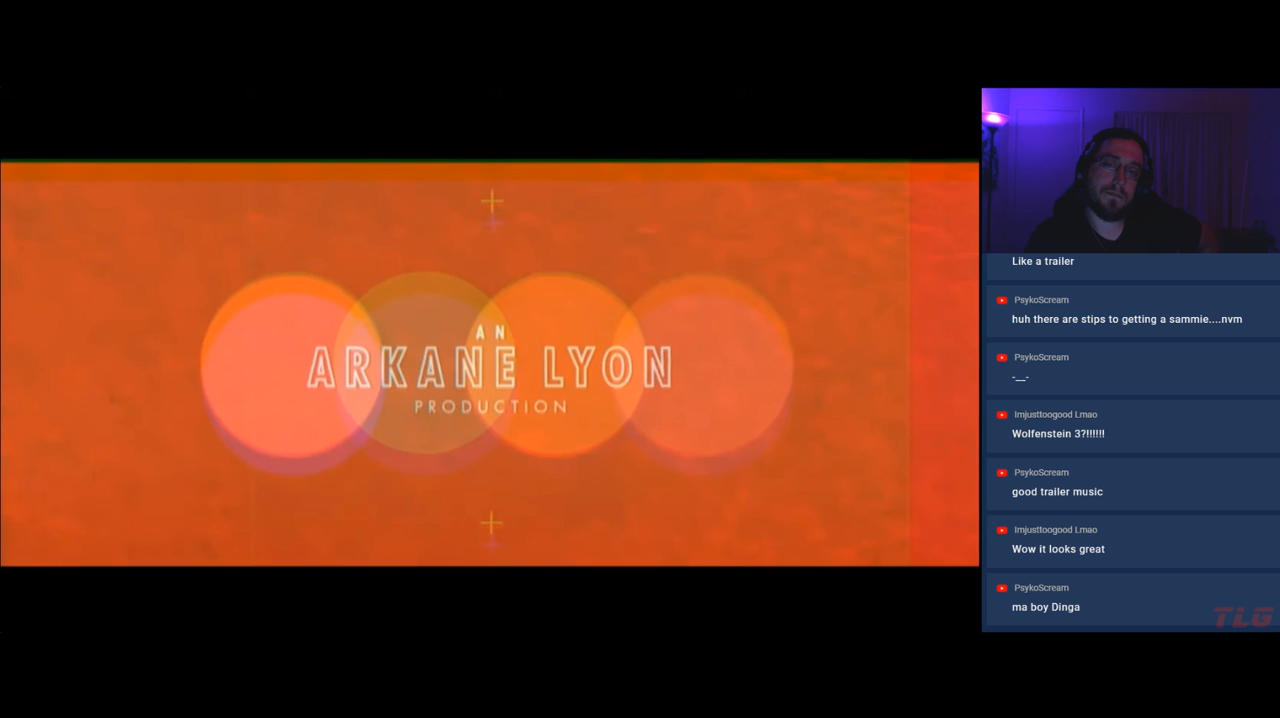 AN
ARKANE LYON
PRODUCTION
Like a trailer
PsykoScream
huh there are stips to getting a sammie....nvm
PsykoScream
-__-
Imjusttoogood Lmao
Wolfenstein 3?!!!!!!
PsykoScream
good trailer music
Imjusttoogood Lmao
Wow it looks great
PsykoScream
ma boy Dinga
TLG